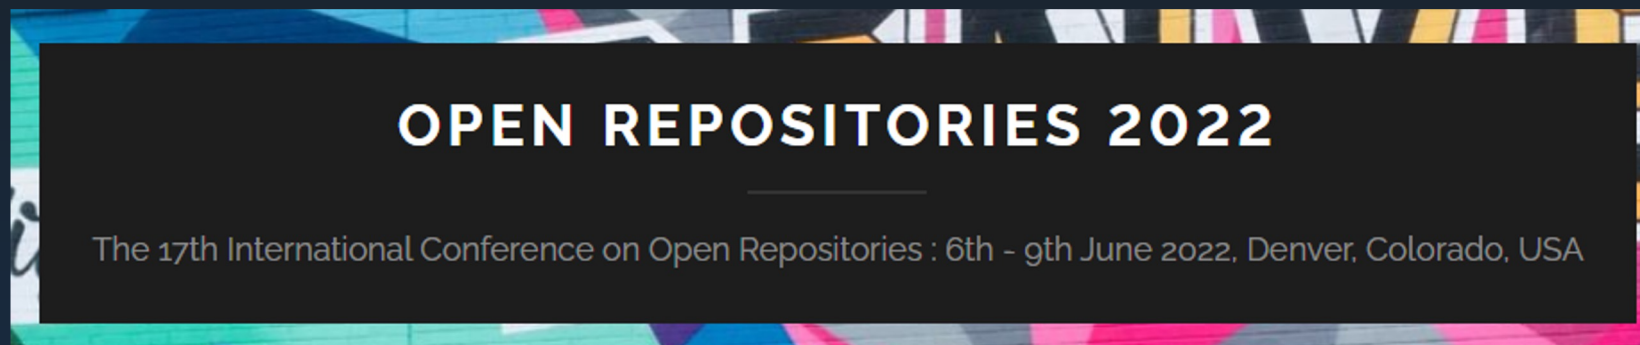 OPEN REPOSITORIES 2022
The 17th International Conference on Open Repositories : 6th - 9th June 2022, Denver, Colorado, USA